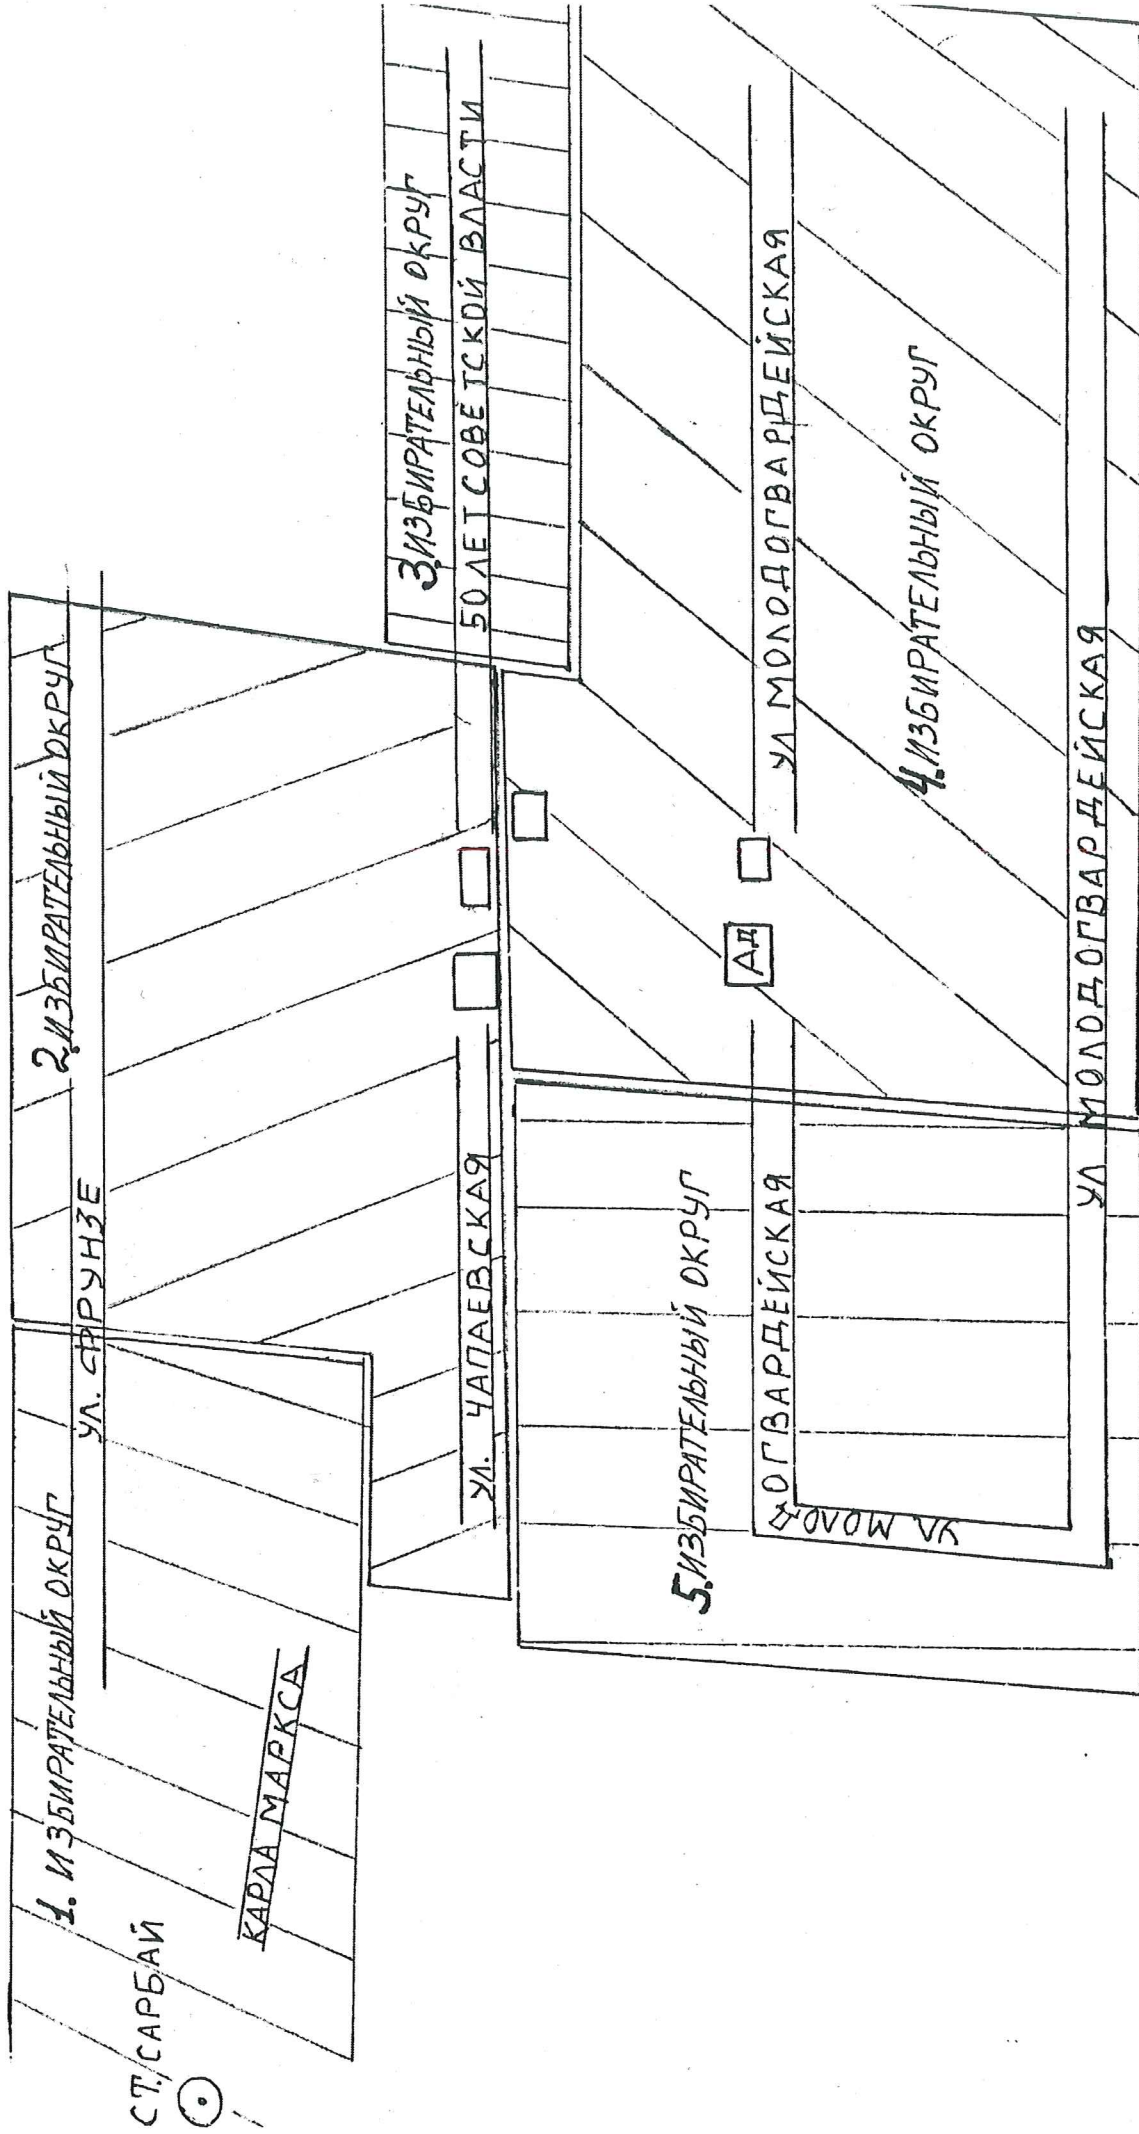 1. ИЗБИРАТЕЛЬНЫЙ ОКРУГ
2. ИЗБИРАТЕЛЬНЫЙ ОКРУГ
УЛ. ФРУНЗЕ
СТ. САРБАЙ
КАРЛА МАРКСА
3. ИЗБИРАТЕЛЬНЫЙ ОКРУГ
50 ЛЕТ СОВЕТСКОЙ ВЛАСТИ
УЛ. ЧАПАЕВСКАЯ
5. ИЗБИРАТЕЛЬНЫЙ ОКРУГ
АД
УЛ МОЛОДОГВАРДЕЙСКАЯ
УЛ МОЛОДОГВАРДЕЙСКАЯ
4. ИЗБИРАТЕЛЬНЫЙ ОКРУГ
УЛ МОЛОДОГВАРДЕЙСКАЯ